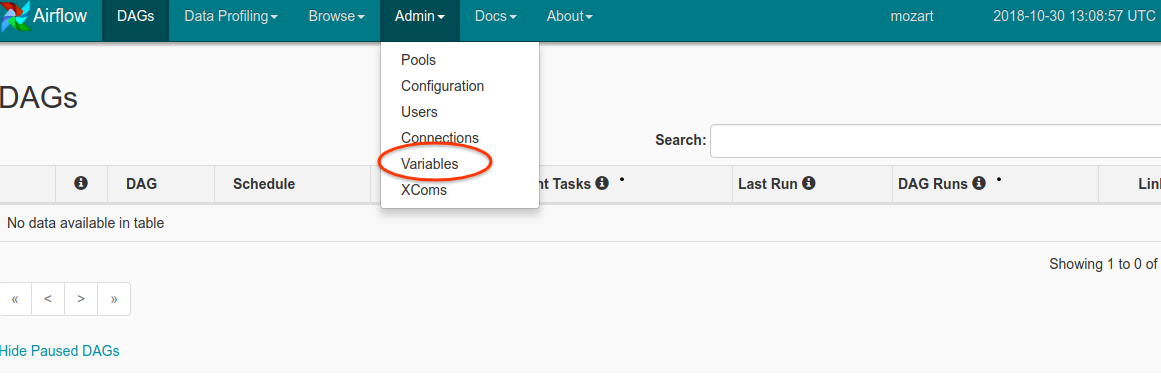 Airflow DAGs Data Profiling Browse Admin Docs About mozart 2018-10-30 13:08:57 UTC
Pools
Configuration
Users
Connections
Variables
XComs
DAGs
Search:
DAG Schedule Tasks Last Run DAG Runs
No data available in table
Showing 1 to 0 of
« < > »
Hide Paused DAGs